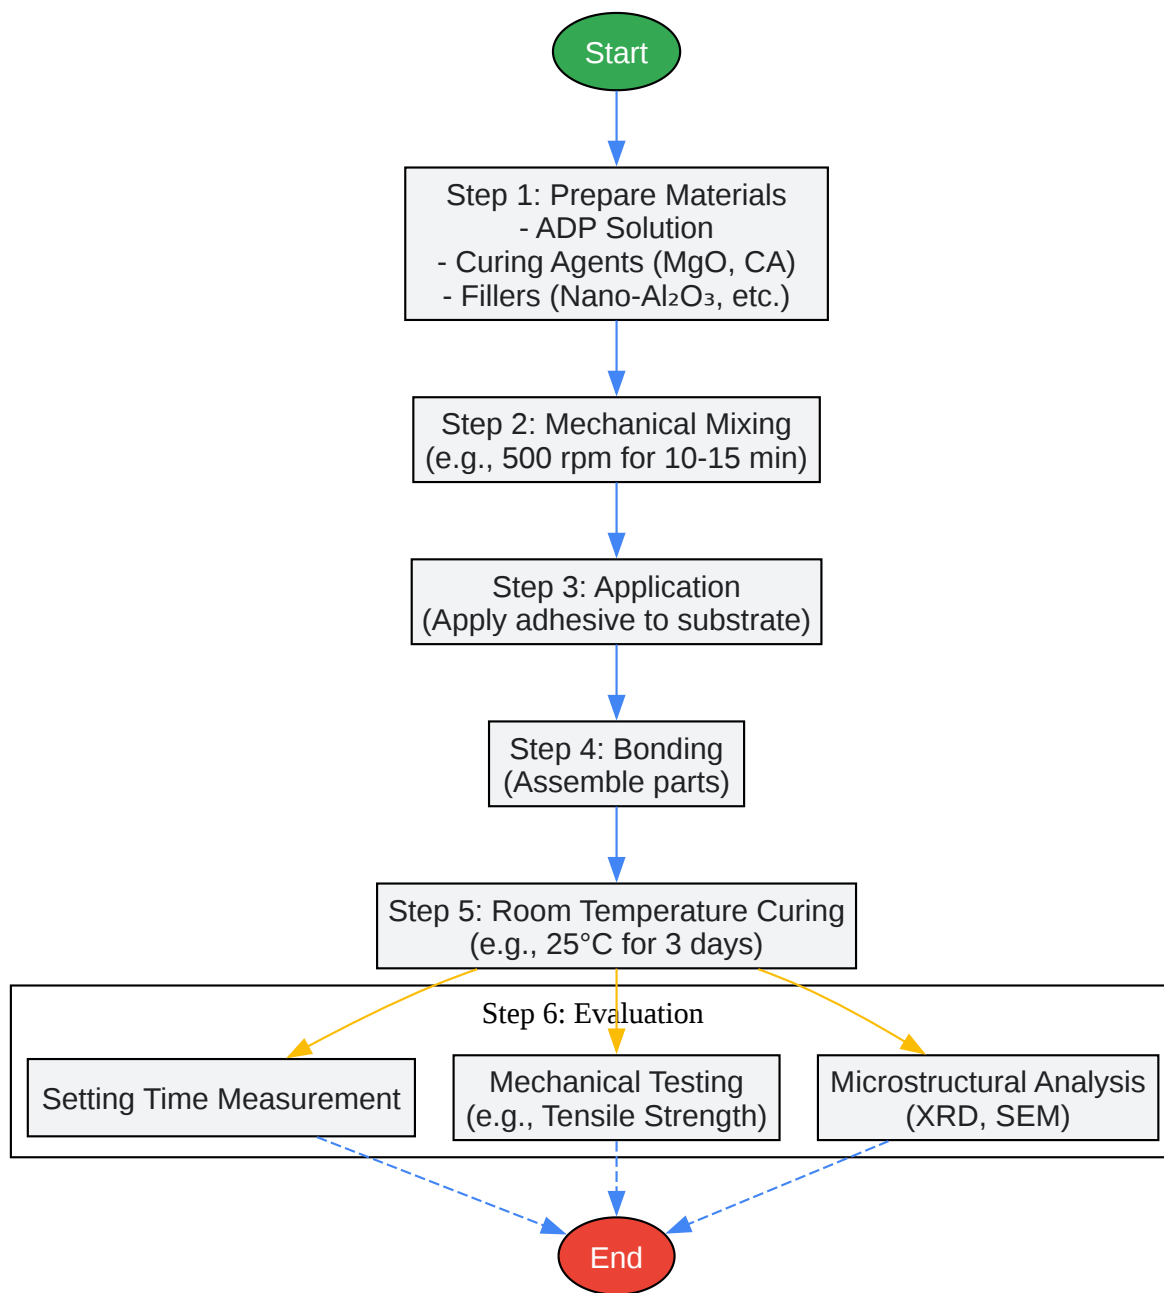 Start
Step 1: Prepare Materials
- ADP Solution
- Curing Agents (MgO, CA)
- Fillers (Nano-Al₂O₃, etc.)
Step 2: Mechanical Mixing
(e.g., 500 rpm for 10-15 min)
Step 3: Application
(Apply adhesive to substrate)
Step 4: Bonding
(Assemble parts)
Step 5: Room Temperature Curing
(e.g., 25°C for 3 days)
Step 6: Evaluation
Setting Time Measurement
Mechanical Testing
(e.g., Tensile Strength)
Microstructural Analysis
(XRD, SEM)
End